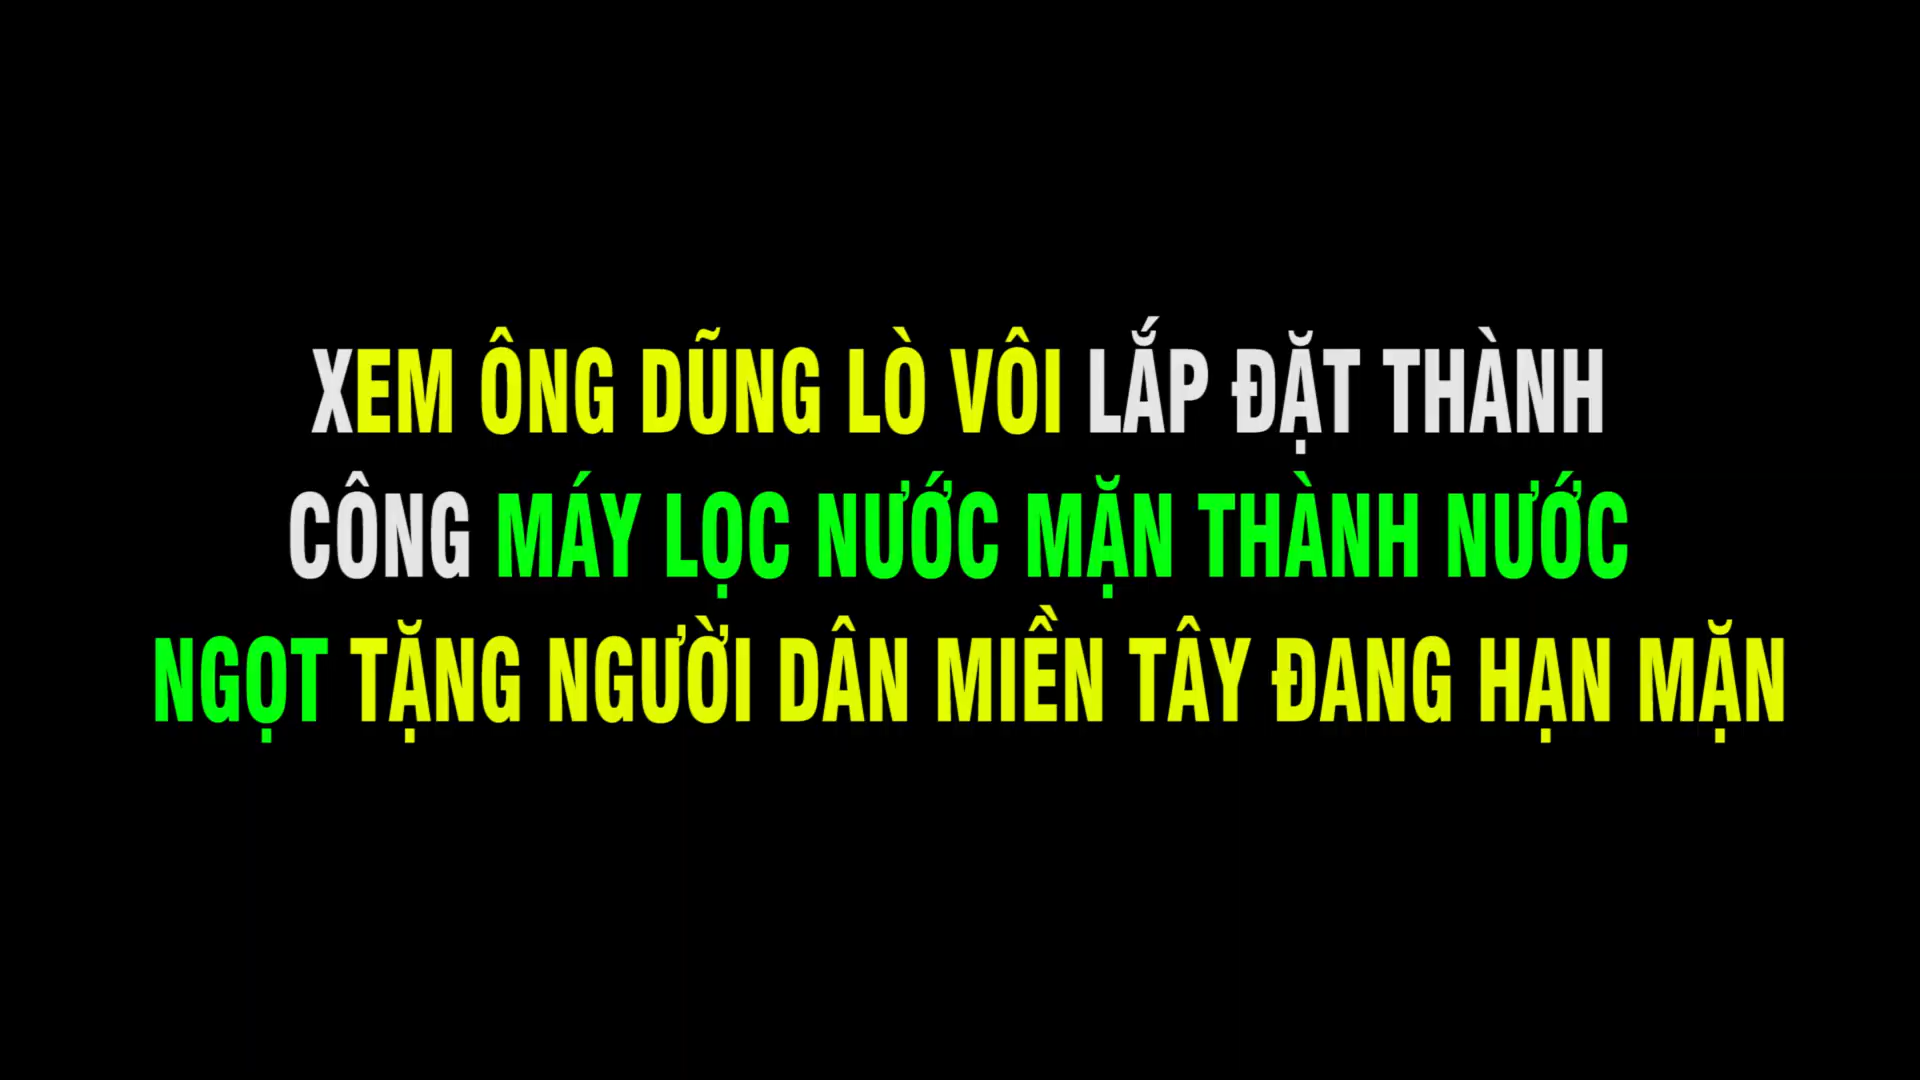 XEM ÔNG DŨNG LÒ VÔI LẮP ĐẶT THÀNH
CÔNG MÁY LỌC NƯỚC MẶN THÀNH NƯỚC
NGỌT TẶNG NGƯỜI DÂN MIỀN TÂY ĐANG HẠN MẶN